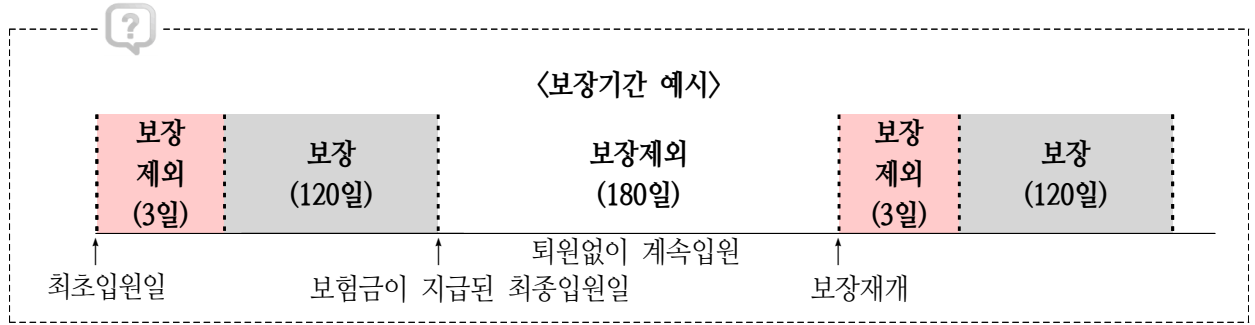 ?
〈보장기간 예시〉
보장
제외
(3일)
보장
(120일)
보장제외
(180일)
보장
제외
(3일)
보장
(120일)
퇴원없이 계속입원
최초입원일
보험금이 지급된 최종입원일
보장재개